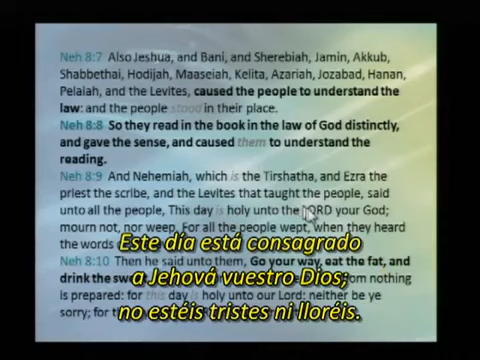 Neh 8:7 Also Jeshua, and Bani, and Sherebiah, Jamin, Akkub,
Shabbethai, Hodijah, Maaseiah, Kelita, Azariah, Jozabad, Hanan,
Pelaiah, and the Levites, caused the people to understand the
law: and the people stood in their place.
Neh 8:8 So they read in the book in the law of God distinctly,
and gave the sense, and caused them to understand the
reading.
Neh 8:9 And Nehemiah, which is the Tirshatha, and Ezra the
priest the scribe, and the Levites that taught the people, said
unto all the people, This day is holy unto the LORD your God;
mourn not, nor weep. For all the people wept, when they heard
the words
Este día está consagrado
Neh 8:10 Then he said unto them, Go your way, eat the fat, and
drink the
a Jehová vuestro Dios;
nothing
is prepared: for this day is holy unto our Lord: neither be ye
sorry; for
no estéis tristes ni lloréis.